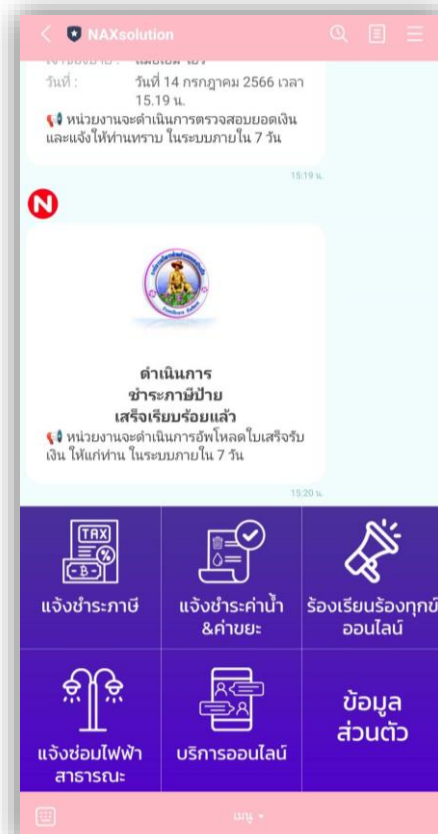 NAXsolution
วันที่ : วันที่ 14 กรกฎาคม 2566 เวลา
15.19 น.
📢 หน่วยงานจะดำเนินการตรวจสอบยอดเงิน
และแจ้งให้ท่านทราบ ในระบบภายใน 7 วัน
15:19 น.
N
ดำเนินการ
ชำระภาษีป้าย
เสร็จเรียบร้อยแล้ว
📢 หน่วยงานจะดำเนินการอัพโหลดใบเสร็จรับ
เงิน ให้แก่ท่าน ในระบบภายใน 7 วัน
15:20 น.
TAX
แจ้งชำระภาษี
แจ้งชำระค่าน้ำ
&ค่าขยะ
ร้องเรียนร้องทุกข์
ออนไลน์
แจ้งซ่อมไฟฟ้า
สาธารณะ
บริการออนไลน์
ข้อมูล
ส่วนตัว
เมนู